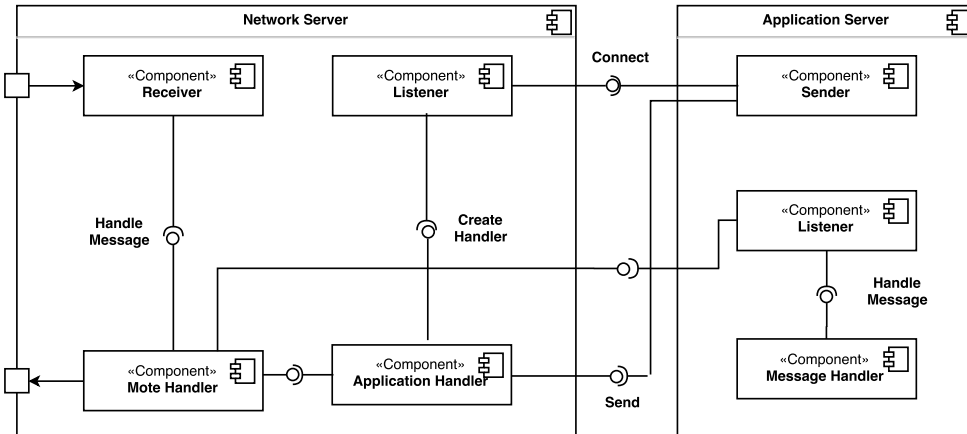 Network Server
Application Server
«Component»
Receiver
«Component»
Listener
Connect
«Component»
Sender
Handle
Message
Create
Handler
«Component»
Listener
Handle
Message
«Component»
Mote Handler
«Component»
Application Handler
Send
«Component»
Message Handler